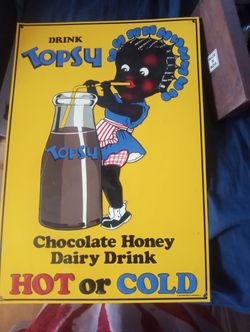 DRINK
TOPSY
TOPSY
Chocolate Honey
Dairy Drink
HOT or COLD